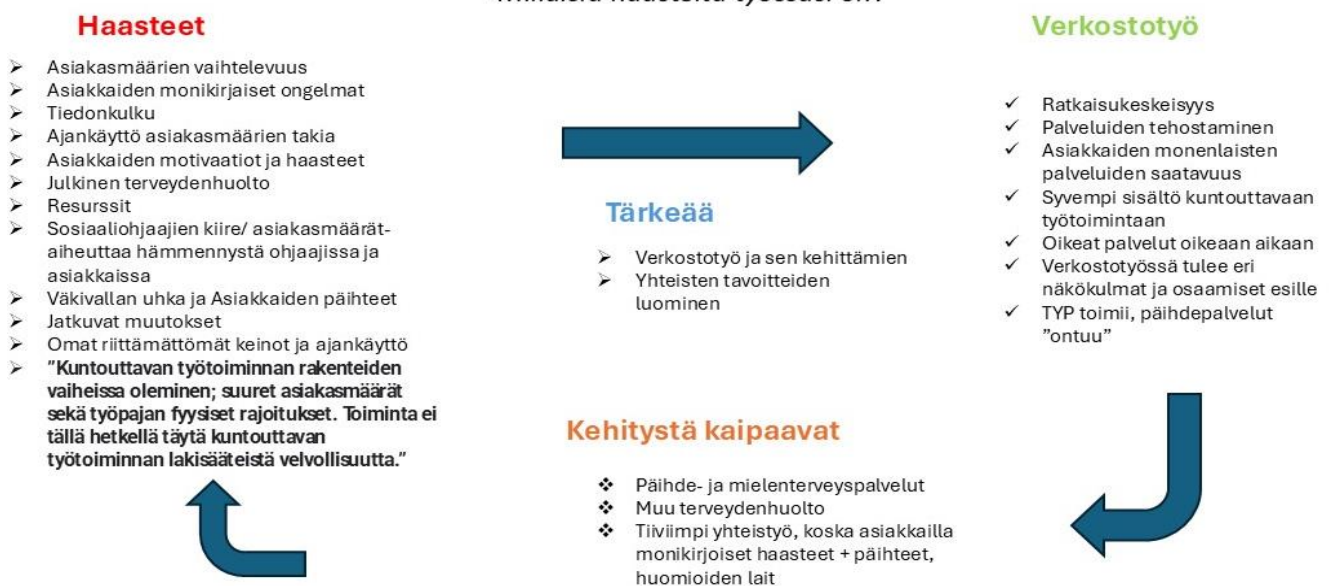 Haasteet
➢ Asiakasmäärien vaihtelevuus
➢ Asiakkaiden monikirjaiset ongelmat
➢ Tiedonkulku
➢ Ajankäyttö asiakasmäärien takia
➢ Asiakkaiden motivaatiot ja haasteet
➢ Julkinen terveydenhuolto
➢ Resurssit
➢ Sosiaaliohjaajien kiire/ asiakasmäärät-
aiheuttaa hämmennystä ohjaajissa ja
asiakkaissa
➢ Väkivallan uhka ja Asiakkaiden päihteet
➢ Jatkuvat muutokset
➢ Omat riittämättömät keinot ja ajankäyttö
➢ "Kuntouttavan työtoiminnan rakenteiden
vaiheissa oleminen; suuret asiakasmäärät
sekä työpajan fyysiset rajoitukset. Toiminta ei
tällä hetkellä täytä kuntouttavan
työtoiminnan lakisääteistä velvollisuutta."
Tärkeää
➢ Verkostotyö ja sen kehittämien
➢ Yhteisten tavoitteiden
luominen
Verkostotyö
✓ Ratkaisukeskeisyys
✓ Palveluiden tehostaminen
✓ Asiakkaiden monenlaisten
palveluiden saatavuus
✓ Syvempi sisältö kuntouttavaan
työtoimintaan
✓ Oikeat palvelut oikeaan aikaan
✓ Verkostotyössä tulee eri
näkökulmat ja osaamiset esille
✓ TYP toimii, päihdepalvelut
"ontuu"
Kehitystä kaipaavat
❖ Päihde- ja mielenterveyspalvelut
❖ Muu terveydenhuolto
❖ Tiiviimpi yhteistyö, koska asiakkailla
monikirjoiset haasteet + päihteet,
huomioiden lait